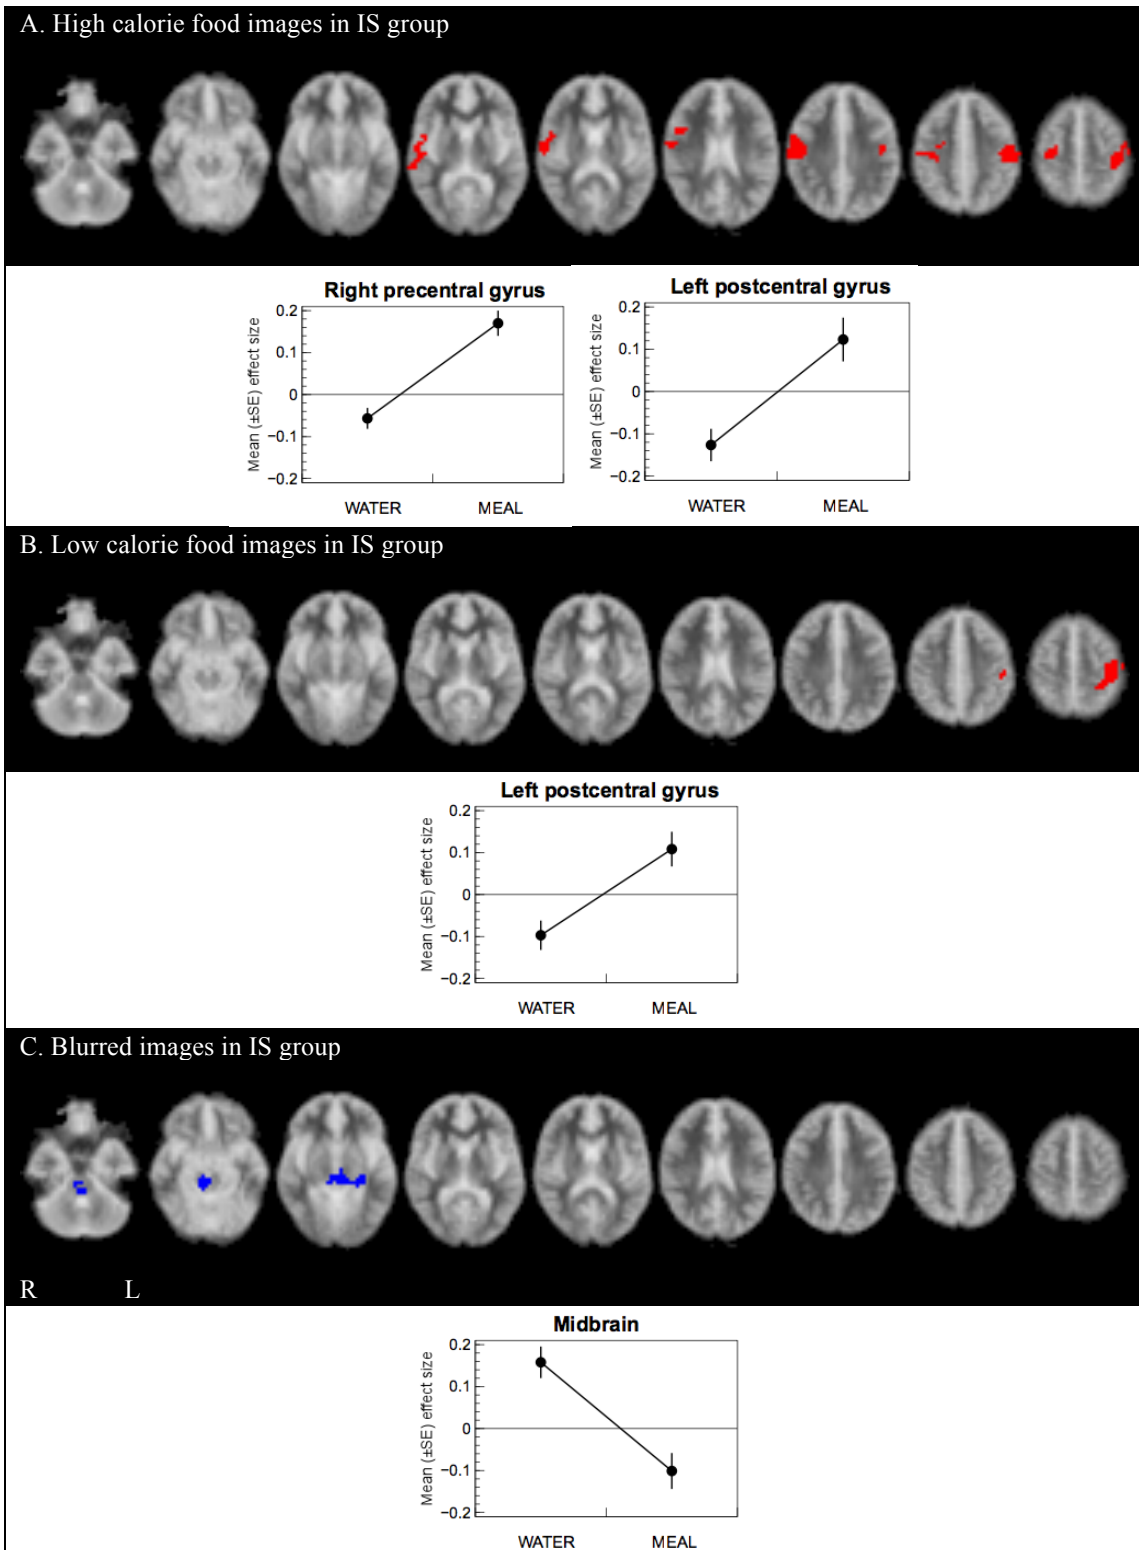 A. High calorie food images in IS group
Right precentral gyrus
Mean (±SE) effect size
0.2
0.1
0
−0.1
−0.2
WATER MEAL
Left postcentral gyrus
Mean (±SE) effect size
0.2
0.1
0
−0.1
−0.2
WATER MEAL
B. Low calorie food images in IS group
Left postcentral gyrus
Mean (±SE) effect size
0.2
0.1
0
−0.1
−0.2
WATER MEAL
C. Blurred images in IS group
R L
Midbrain
Mean (±SE) effect size
0.2
0.1
0
−0.1
−0.2
WATER MEAL